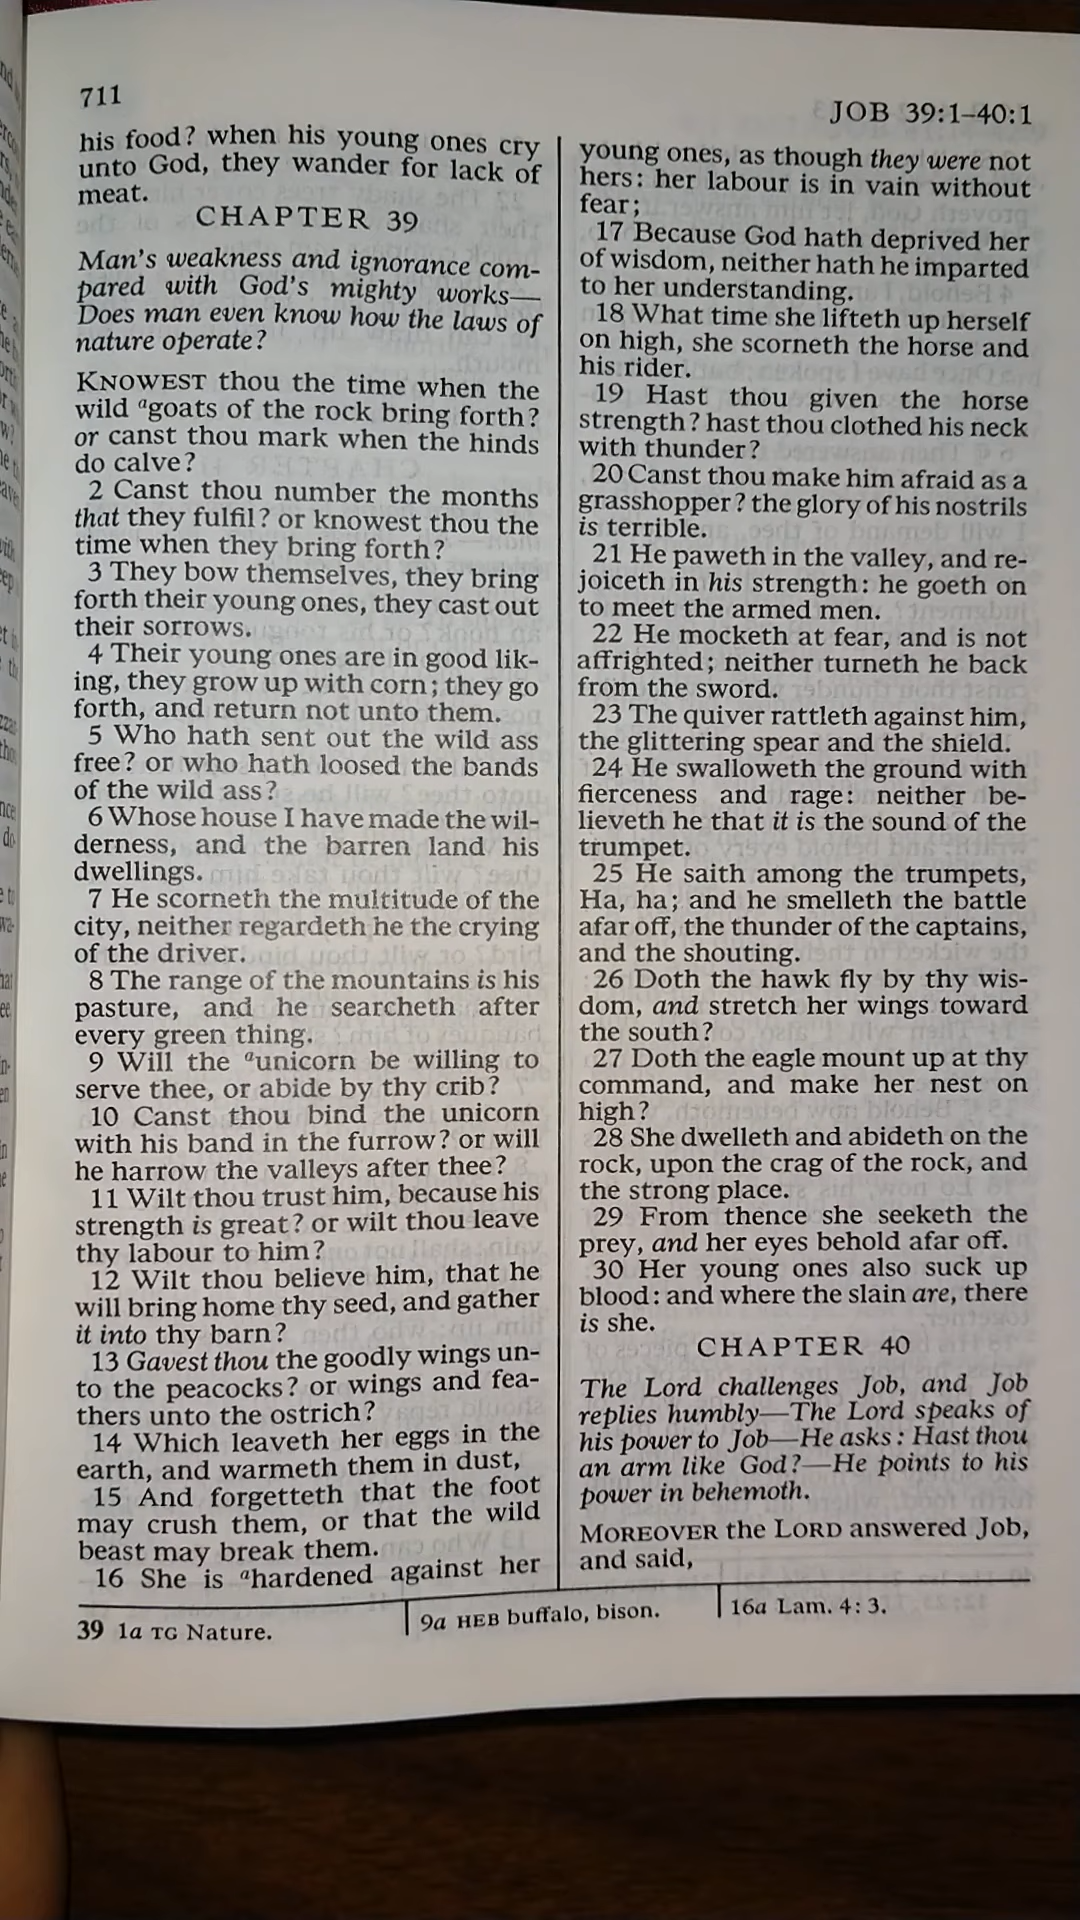 711
JOB 39:1–40:1
his food? when his young ones cry
unto God, they wander for lack of
meat.
CHAPTER 39
Man's weakness and ignorance com-
pared with God's mighty works—
Does man even know how the laws of
nature operate?
KNOWEST thou the time when the
wild ᵃgoats of the rock bring forth?
or canst thou mark when the hinds
do calve?
2 Canst thou number the months
that they fulfil? or knowest thou the
time when they bring forth?
3 They bow themselves, they bring
forth their young ones, they cast out
their sorrows.
4 Their young ones are in good lik-
ing, they grow up with corn; they go
forth, and return not unto them.
5 Who hath sent out the wild ass
free? or who hath loosed the bands
of the wild ass?
6 Whose house I have made the wil-
derness, and the barren land his
dwellings.
7 He scorneth the multitude of the
city, neither regardeth he the crying
of the driver.
8 The range of the mountains is his
pasture, and he searcheth after
every green thing.
9 Will the ᵃunicorn be willing to
serve thee, or abide by thy crib?
10 Canst thou bind the unicorn
with his band in the furrow? or will
he harrow the valleys after thee?
11 Wilt thou trust him, because his
strength is great? or wilt thou leave
thy labour to him?
12 Wilt thou believe him, that he
will bring home thy seed, and gather
it into thy barn?
13 Gavest thou the goodly wings un-
to the peacocks? or wings and fea-
thers unto the ostrich?
14 Which leaveth her eggs in the
earth, and warmeth them in dust,
15 And forgetteth that the foot
may crush them, or that the wild
beast may break them.
16 She is ᵃhardened against her
young ones, as though they were not
hers: her labour is in vain without
fear;
17 Because God hath deprived her
of wisdom, neither hath he imparted
to her understanding.
18 What time she lifteth up herself
on high, she scorneth the horse and
his rider.
19 Hast thou given the horse
strength? hast thou clothed his neck
with thunder?
20 Canst thou make him afraid as a
grasshopper? the glory of his nostrils
is terrible.
21 He paweth in the valley, and re-
joiceth in his strength: he goeth on
to meet the armed men.
22 He mocketh at fear, and is not
affrighted; neither turneth he back
from the sword.
23 The quiver rattleth against him,
the glittering spear and the shield.
24 He swalloweth the ground with
fierceness and rage: neither be-
lieveth he that it is the sound of the
trumpet.
25 He saith among the trumpets,
Ha, ha; and he smelleth the battle
afar off, the thunder of the captains,
and the shouting.
26 Doth the hawk fly by thy wis-
dom, and stretch her wings toward
the south?
27 Doth the eagle mount up at thy
command, and make her nest on
high?
28 She dwelleth and abideth on the
rock, upon the crag of the rock, and
the strong place.
29 From thence she seeketh the
prey, and her eyes behold afar off.
30 Her young ones also suck up
blood: and where the slain are, there
is she.
CHAPTER 40
The Lord challenges Job, and Job
replies humbly—The Lord speaks of
his power to Job—He asks: Hast thou
an arm like God?—He points to his
power in behemoth.
MOREOVER the LORD answered Job,
and said,
39 1a TG Nature.
9a HEB buffalo, bison.
16a Lam. 4: 3.